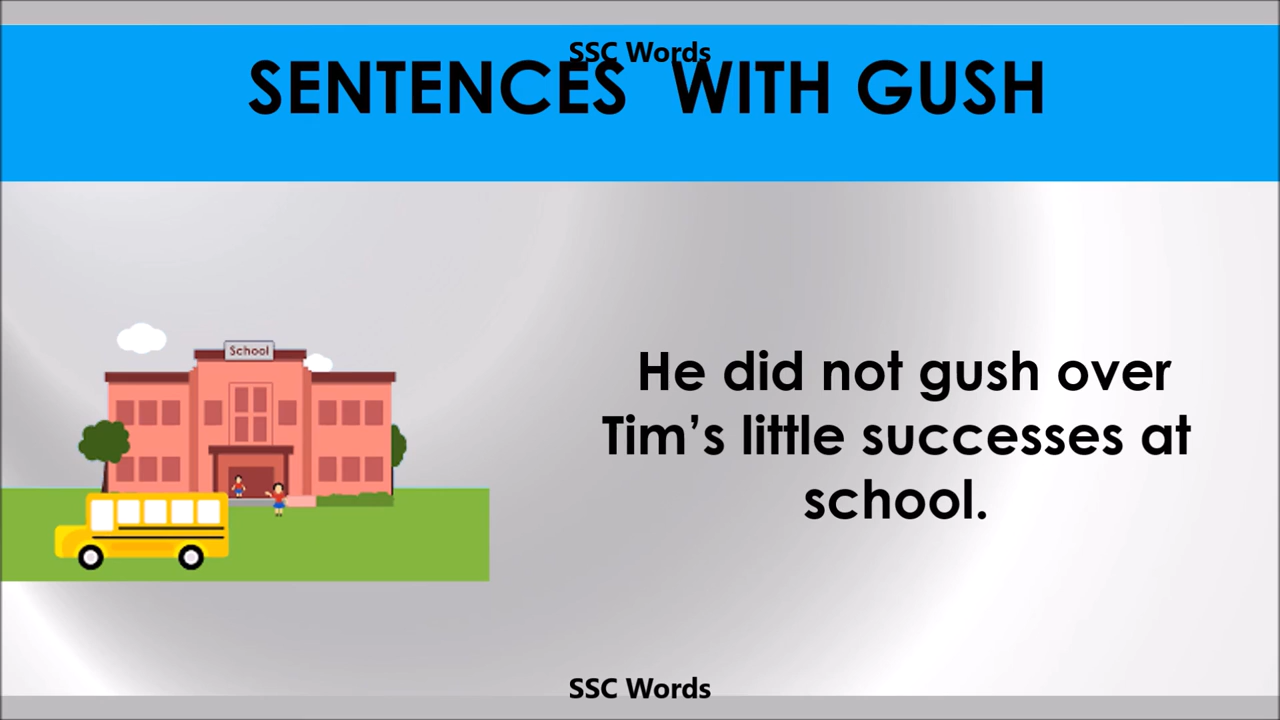 SSC Words
SENTENCES WITH GUSH
School
He did not gush over
Tim’s little successes at
school.
SSC Words